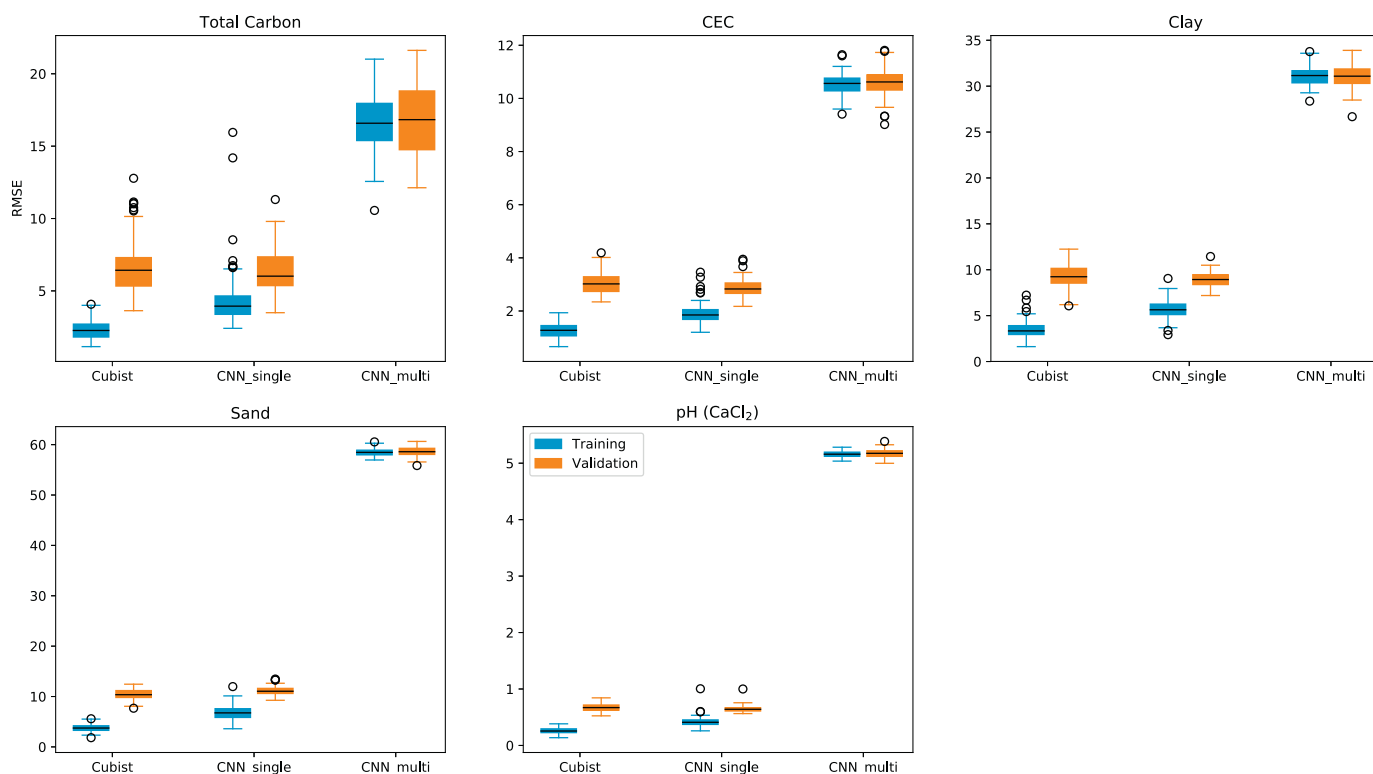 Total Carbon
20
15
10
5
RMSE
Cubist CNN_single CNN_multi
CEC
12
10
8
6
4
2
Cubist CNN_single CNN_multi
Clay
35
30
25
20
15
10
5
0
Cubist CNN_single CNN_multi
Sand
60
50
40
30
20
10
0
Cubist CNN_single CNN_multi
pH (CaCl₂)
Training
Validation
5
4
3
2
1
0
Cubist CNN_single CNN_multi